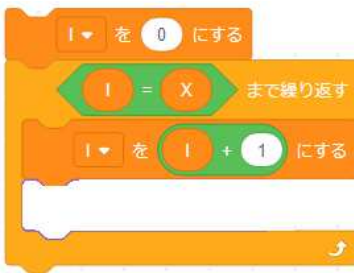 I を 0 にする
I = X まで繰り返す
I を I + 1 にする